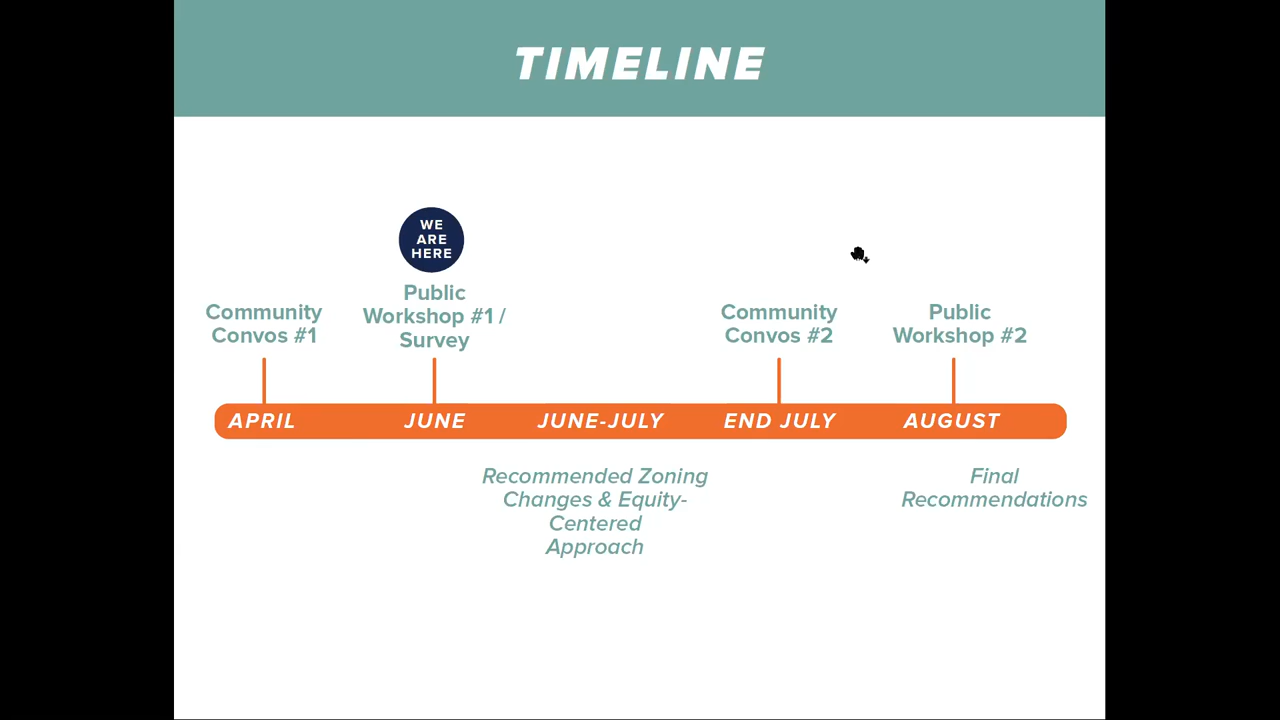 TIMELINE
WE
ARE
HERE
Community
Convos #1
Public
Workshop #1 /
Survey
Community
Convos #2
Public
Workshop #2
APRIL
JUNE
JUNE-JULY
END JULY
AUGUST
Recommended Zoning
Changes & Equity-
Centered
Approach
Final
Recommendations